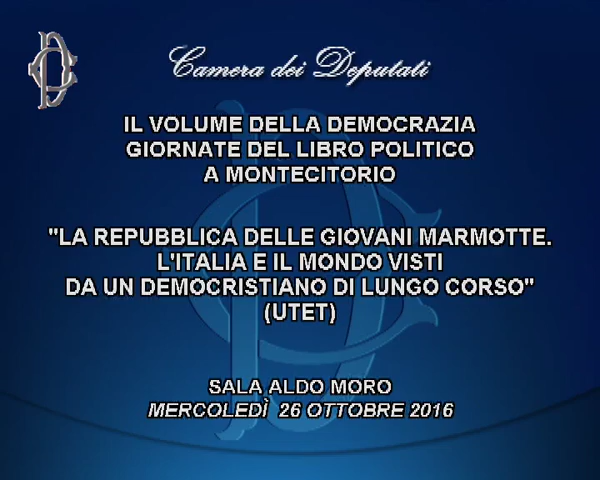 Camera dei Deputati
IL VOLUME DELLA DEMOCRAZIA
GIORNATE DEL LIBRO POLITICO
A MONTECITORIO
"LA REPUBBLICA DELLE GIOVANI MARMOTTE.
L'ITALIA E IL MONDO VISTI
DA UN DEMOCRISTIANO DI LUNGO CORSO"
(UTET)
SALA ALDO MORO
MERCOLEDÌ 26 OTTOBRE 2016